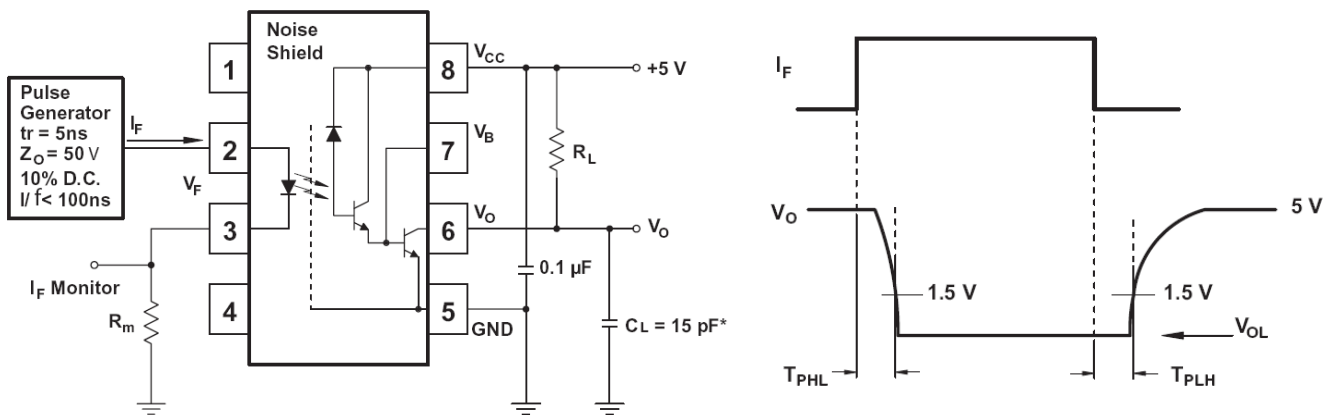 Noise
Shield
1
2
3
4
8
7
6
5
Pulse
Generator
tr = 5ns
ZO = 50 V
10% D.C.
I/ f< 100ns
IF
VF
IF Monitor
Rm
VCC
VB
VO
GND
+5 V
RL
VO
0.1 µF
CL = 15 pF*
IF
VO
5 V
1.5 V
1.5 V
VOL
TPHL
TPLH